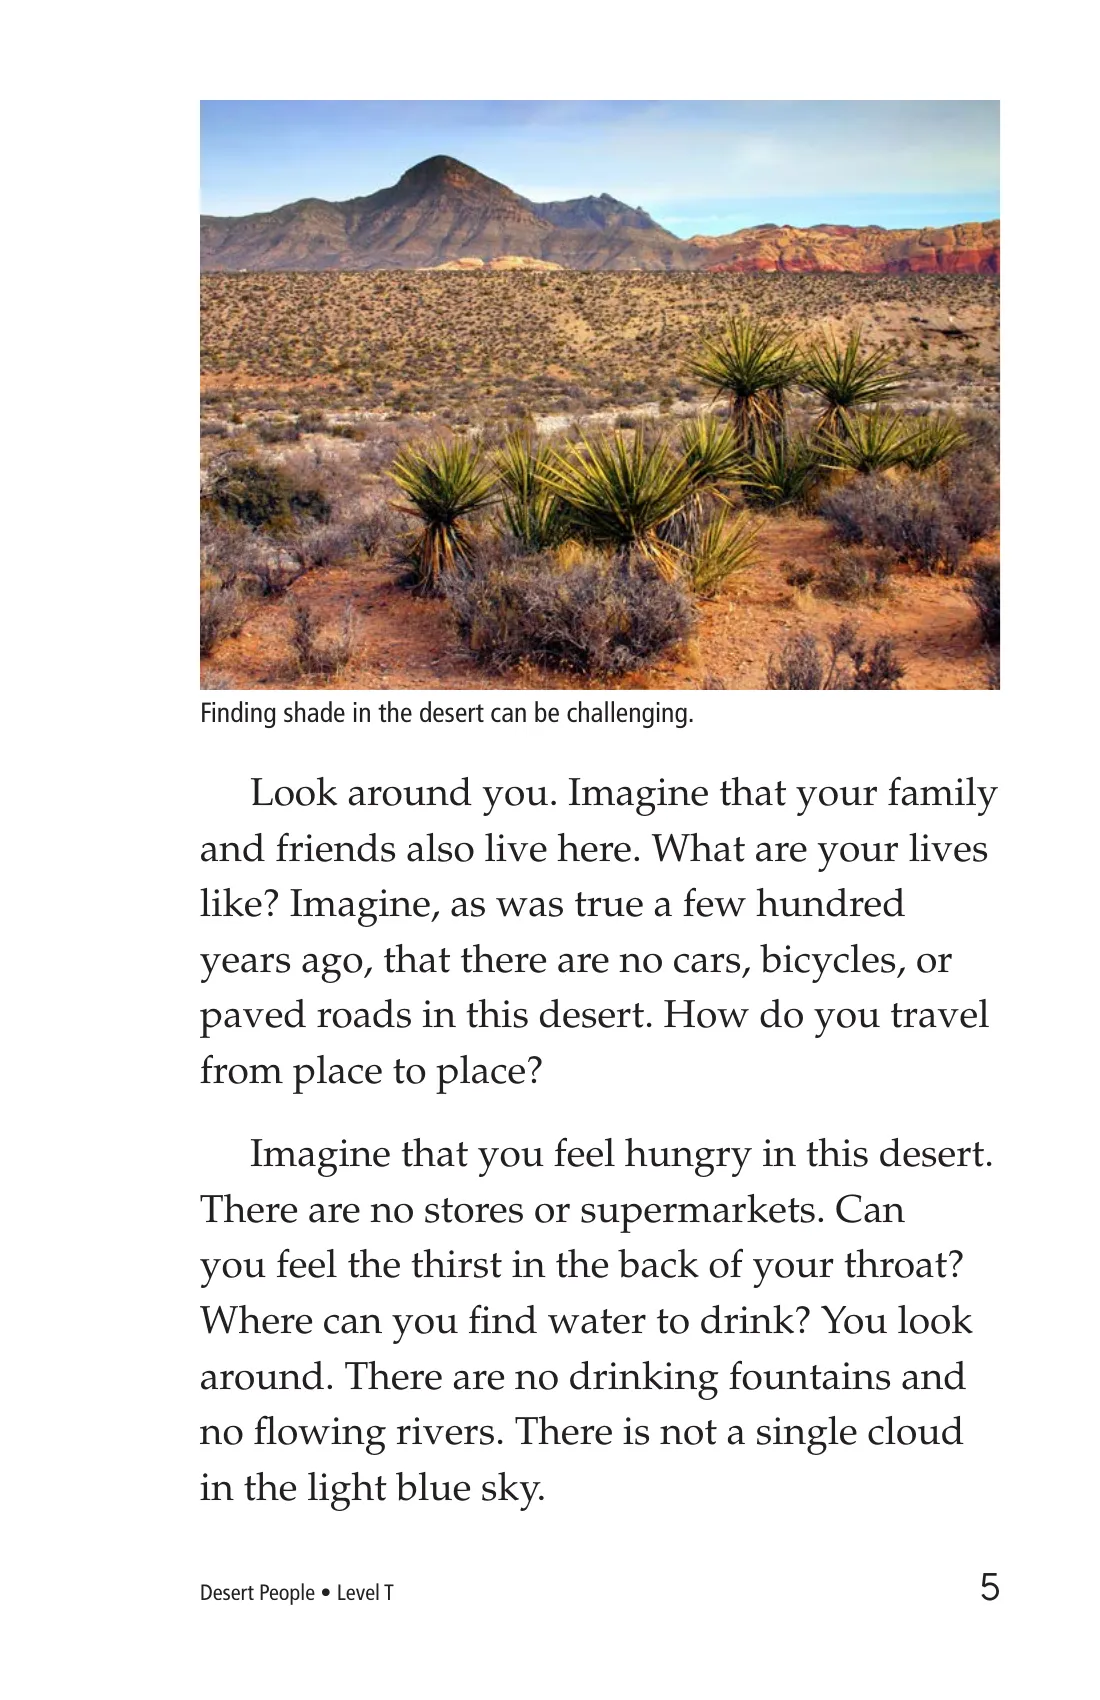 Finding shade in the desert can be challenging.
Look around you. Imagine that your family
and friends also live here. What are your lives
like? Imagine, as was true a few hundred
years ago, that there are no cars, bicycles, or
paved roads in this desert. How do you travel
from place to place?
Imagine that you feel hungry in this desert.
There are no stores or supermarkets. Can
you feel the thirst in the back of your throat?
Where can you find water to drink? You look
around. There are no drinking fountains and
no flowing rivers. There is not a single cloud
in the light blue sky.
Desert People • Level T 5